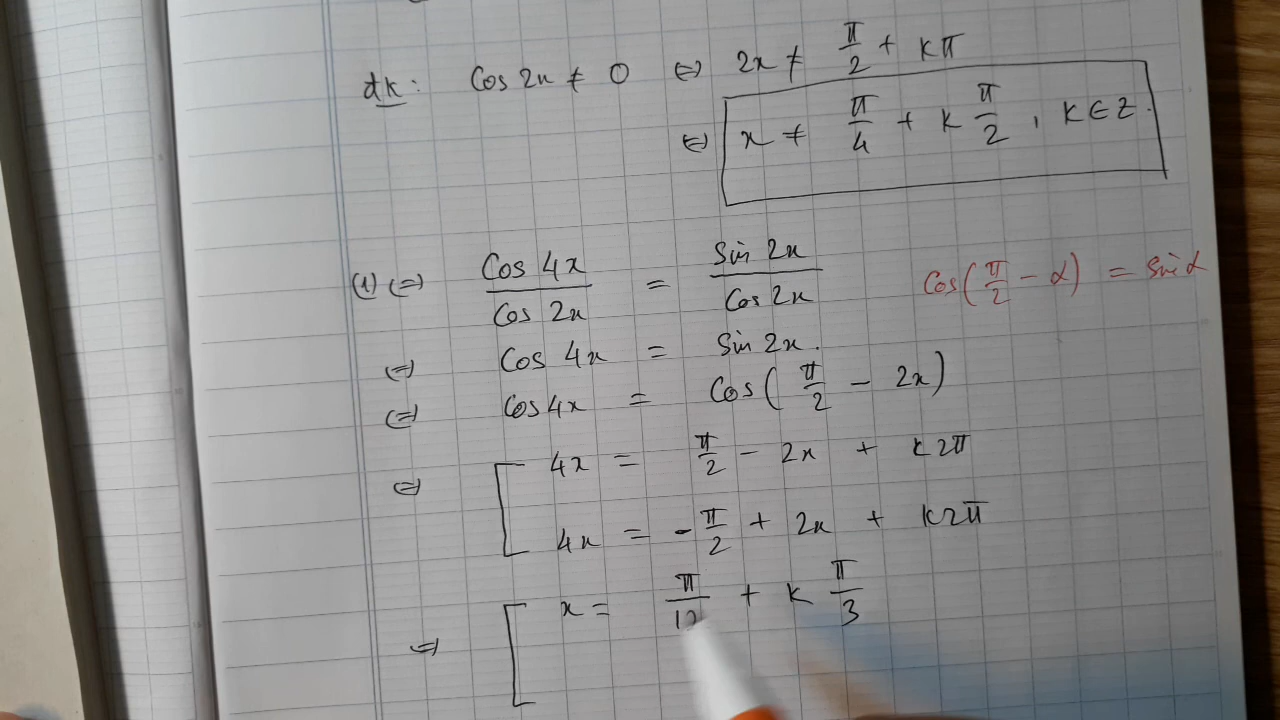 đk: Cos 2x ≠ 0 ⇔ 2x ≠ π/2 + kπ
⇔ x ≠ π/4 + k π/2 , k ∈ Z.
(1) ⇔ Cos 4x / Cos 2x = Sin 2x / Cos 2x
Cos(π/2 - α) = Sin α
⇔ Cos 4x = Sin 2x.
⇔ Cos 4x = Cos(π/2 - 2x)
⇔ [ 4x = π/2 - 2x + k2π
4x = -π/2 + 2x + k2π
⇔ [ x = π/12 + k π/3